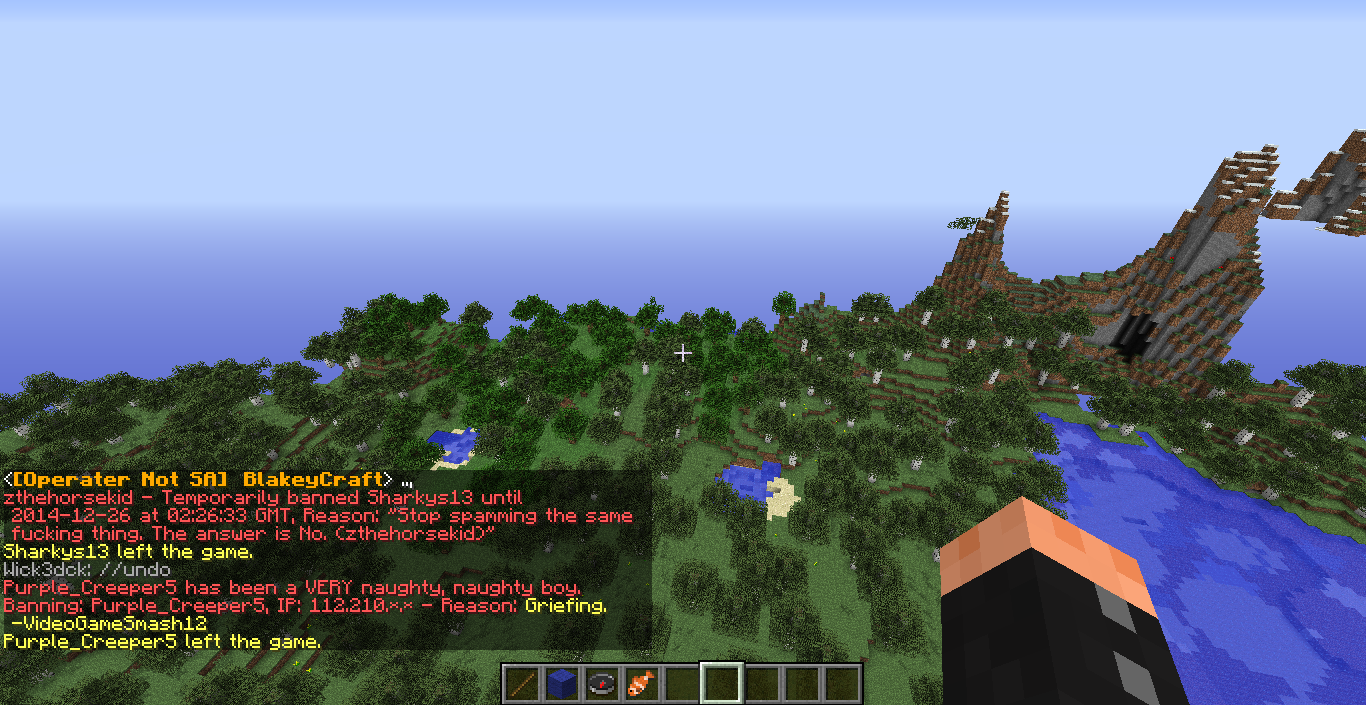 <[Operater Not SA] BlakeyCraft> ...,
zthehorsekid - Temporarily banned Sharkys13 until
2014-12-26 at 02:26:33 GMT, Reason: "Stop spamming the same
fucking thing. The answer is No. (zthehorsekid)"
Sharkys13 left the game.
Wick3dck: //undo
Purple_Creeper5 has been a VERY naughty, naughty boy.
Banning: Purple_Creeper5, IP: 112.210.×.× - Reason: Griefing.
-VideoGameSmash12
Purple_Creeper5 left the game.